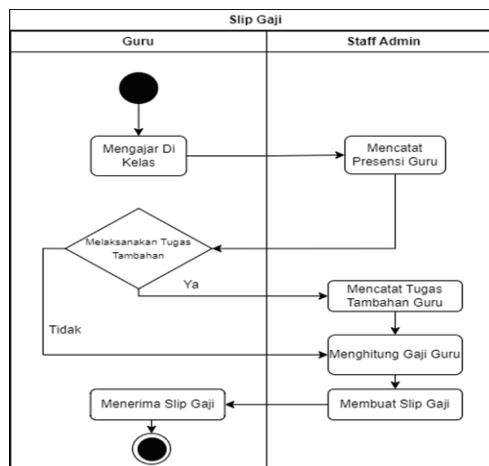 Slip Gaji
Guru
Staff Admin
Mengajar Di
Kelas
Mencatat
Presensi Guru
Melaksanakan Tugas
Tambahan
Ya
Mencatat Tugas
Tambahan Guru
Tidak
Menghitung Gaji Guru
Menerima Slip Gaji
Membuat Slip Gaji